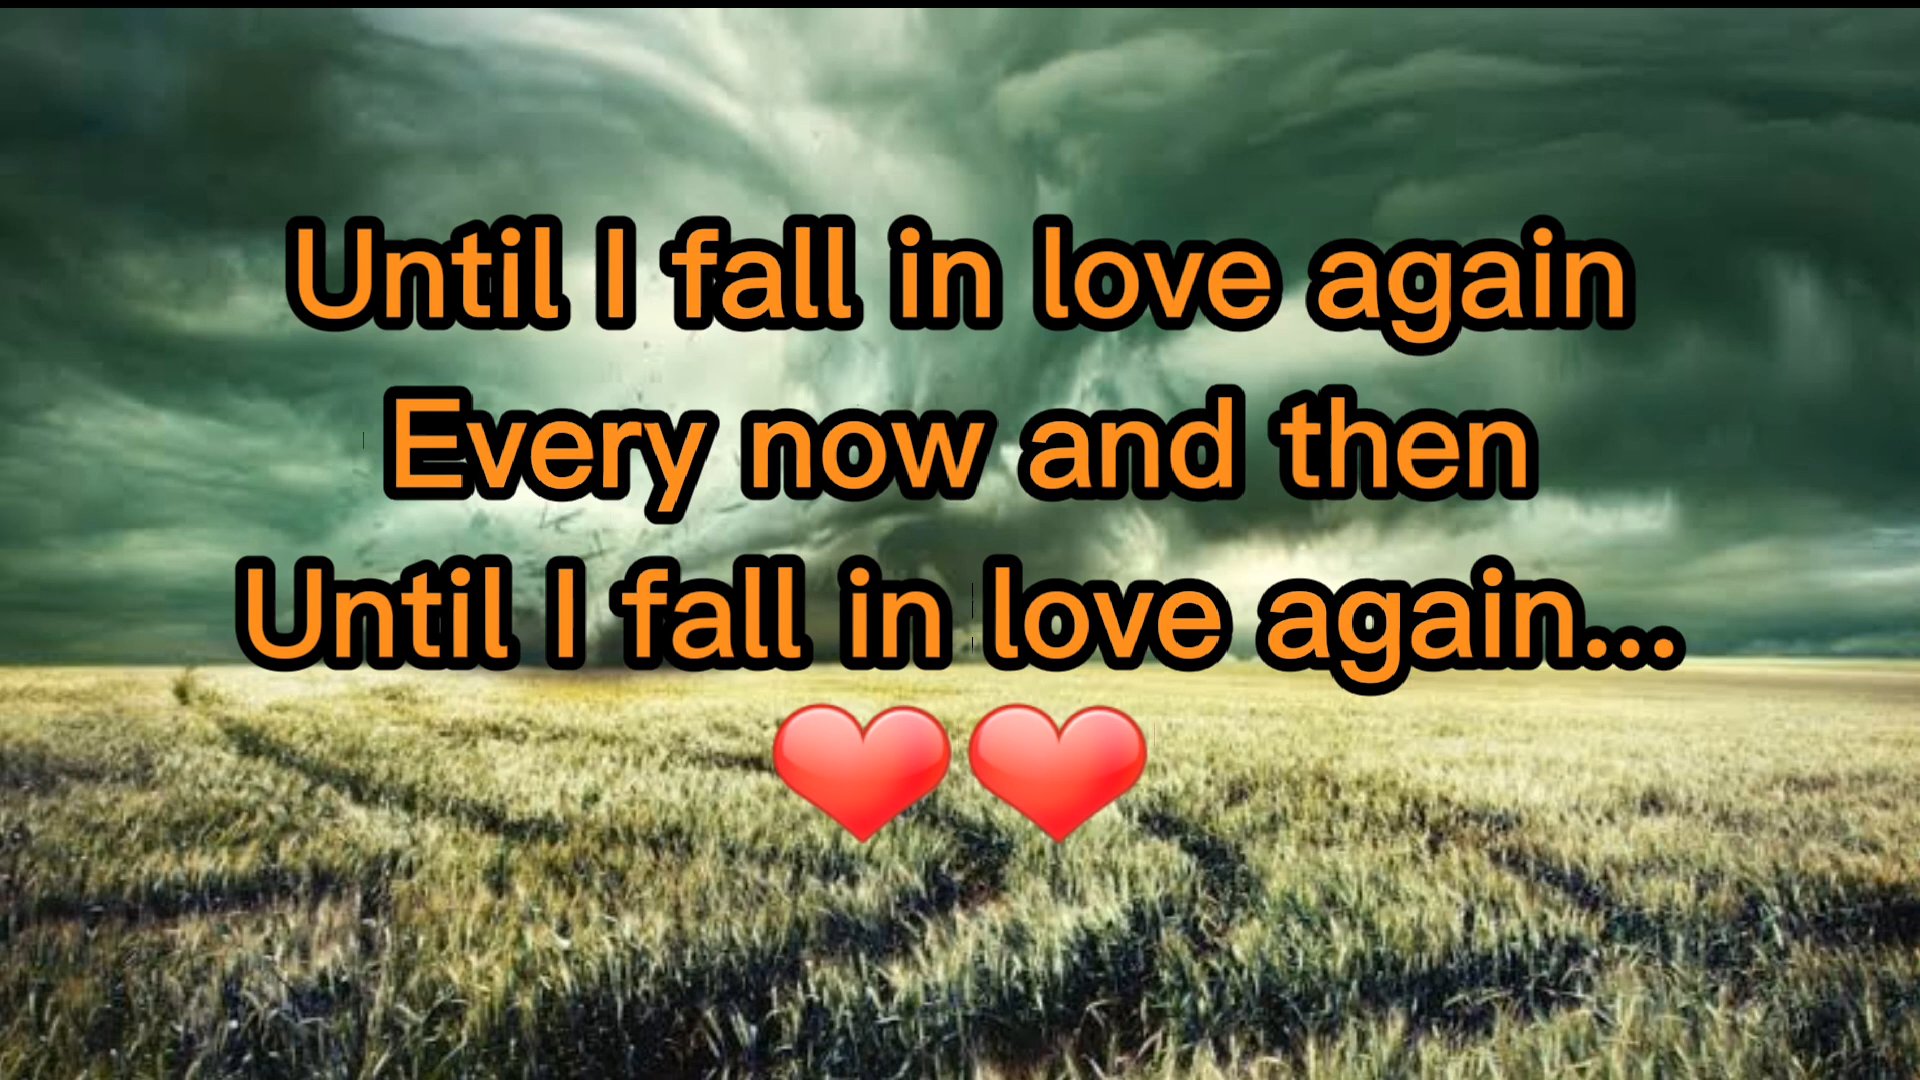 Until I fall in love again
Every now and then
Until I fall in love again...
❤️❤️